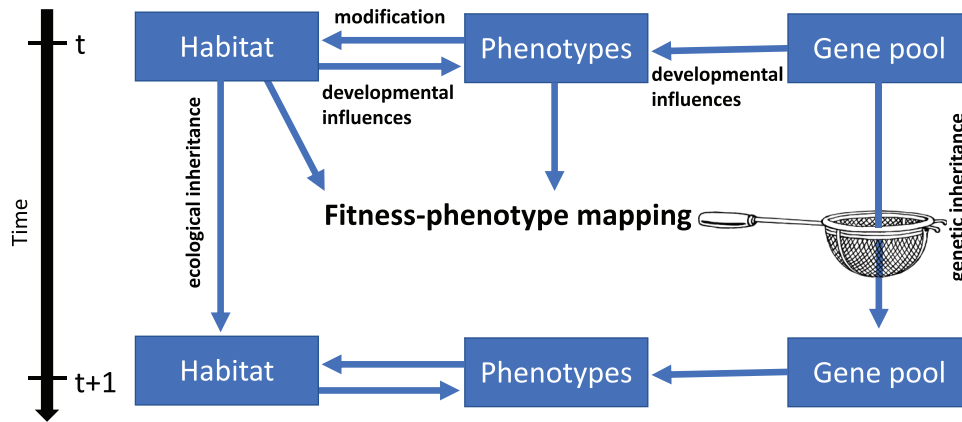 modification
t
Habitat
Phenotypes
Gene pool
developmental
influences
developmental
influences
ecological inheritance
Time
Fitness-phenotype mapping
genetic inheritance
t+1
Habitat
Phenotypes
Gene pool